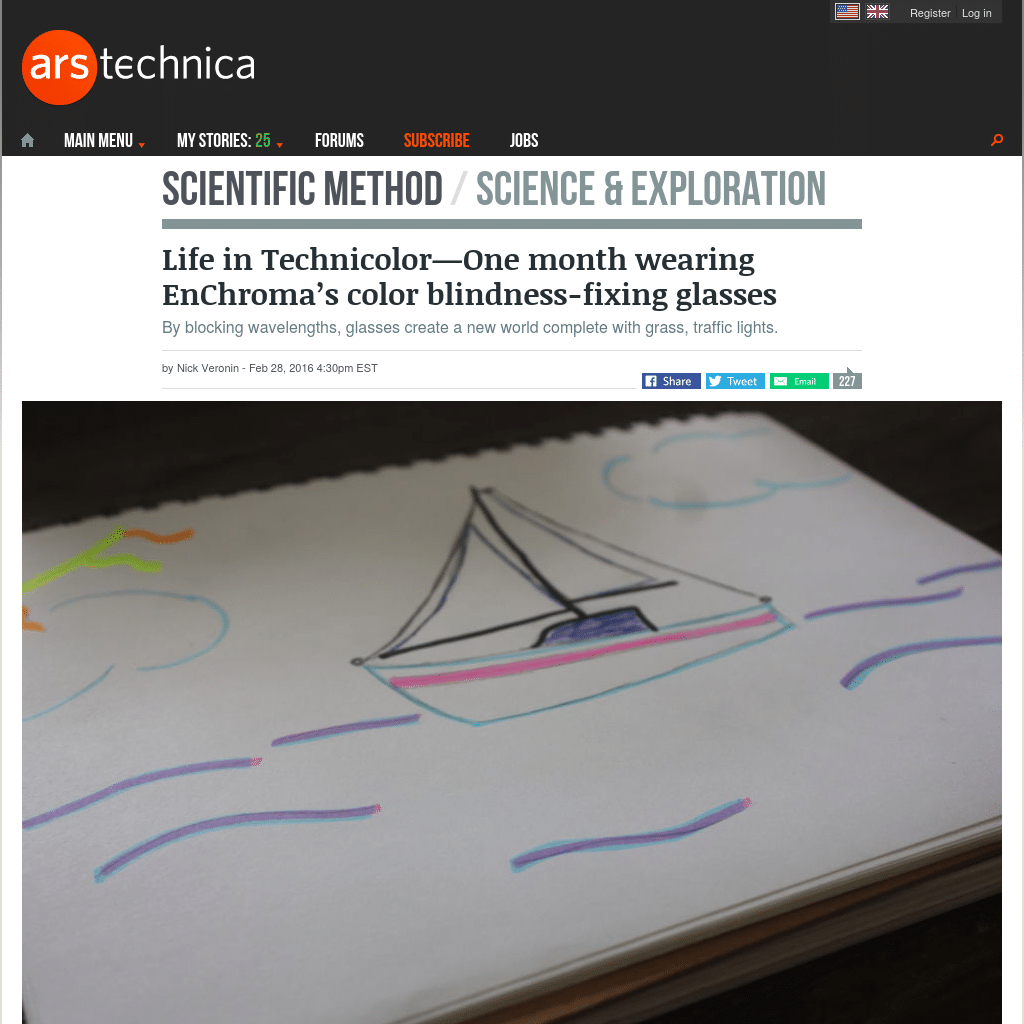 Register Log in
ars technica
MAIN MENU MY STORIES: 25 FORUMS SUBSCRIBE JOBS
SCIENTIFIC METHOD / SCIENCE & EXPLORATION
Life in Technicolor—One month wearing
EnChroma’s color blindness-fixing glasses
By blocking wavelengths, glasses create a new world complete with grass, traffic lights.
by Nick Veronin - Feb 28, 2016 4:30pm EST
Share Tweet Email 227